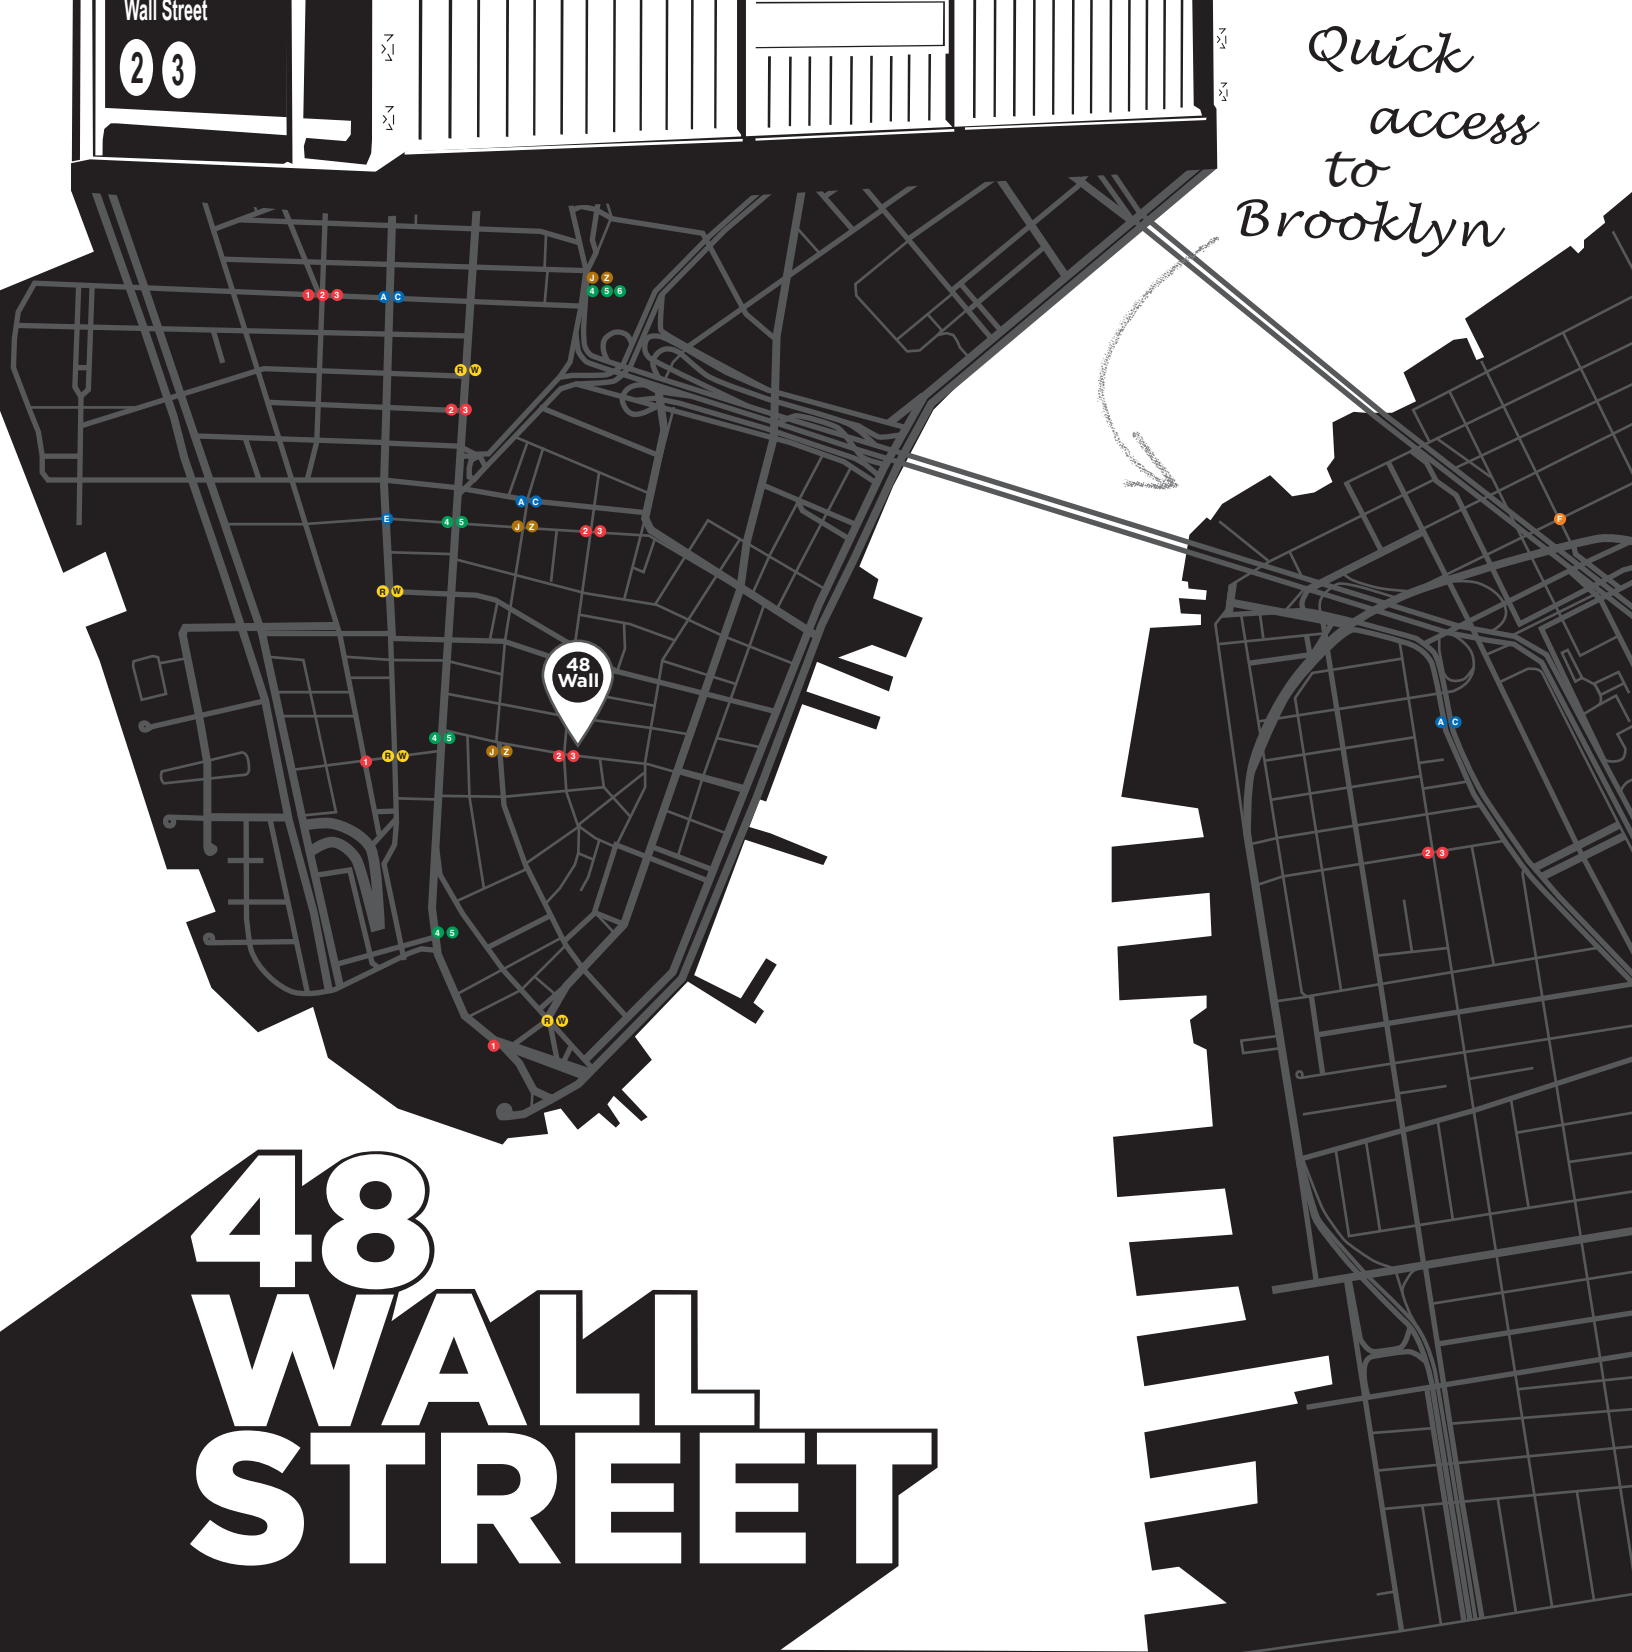 Wall Street
2 3
Quick
access
to
Brooklyn
J Z
4 5 6
1 2 3 A C
R W
2 3
A C
E 4 5 J Z 2 3
F
R W
48
Wall
A C
4 5
J Z
1 R W 2 3
2 3
4 5
R W
1
48
WALL
STREET